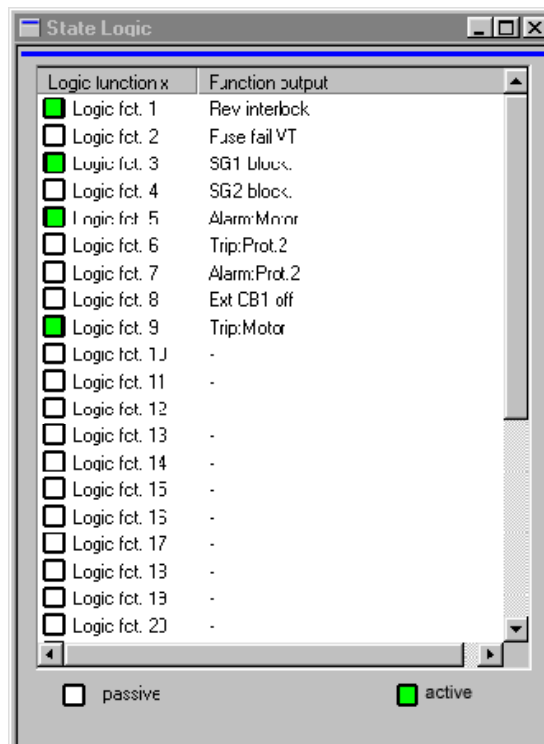 State Logic
Logic function x Function output
Logic fct. 1 Rev interlock
Logic fct. 2 Fuse fail VT
Logic fct. 3 SG1 block.
Logic fct. 4 SG2 block.
Logic fct. 5 Alarm:Motor
Logic fct. 6 Trip:Prot.2
Logic fct. 7 Alarm:Prot.2
Logic fct. 8 Ext CB1 off
Logic fct. 9 Trip:Motor
Logic fct. 10 -
Logic fct. 11 -
Logic fct. 12
Logic fct. 13 -
Logic fct. 14 -
Logic fct. 15 -
Logic fct. 16 -
Logic fct. 17 -
Logic fct. 18 -
Logic fct. 19 -
Logic fct. 20 -
passive active